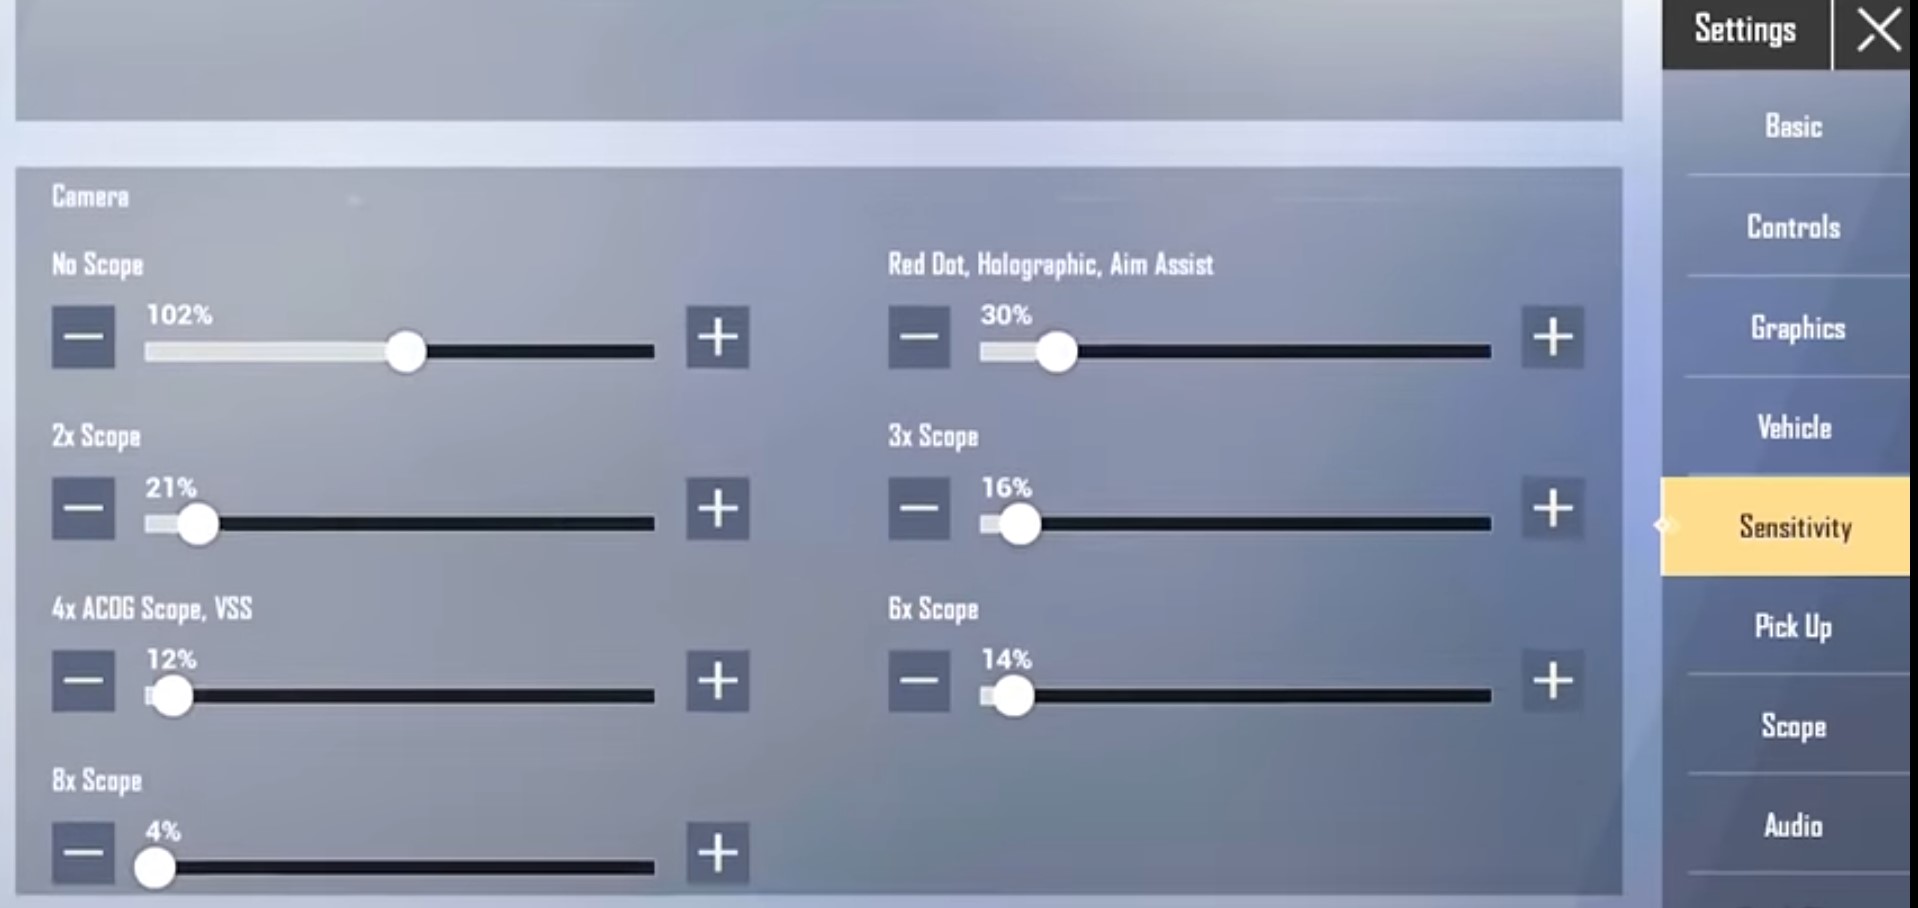 Settings
Basic
Controls
Graphics
Vehicle
Sensitivity
Pick Up
Scope
Audio
Camera
No Scope
102%
Red Dot, Holographic, Aim Assist
30%
2x Scope
21%
3x Scope
16%
4x ACOG Scope, VSS
12%
6x Scope
14%
8x Scope
4%